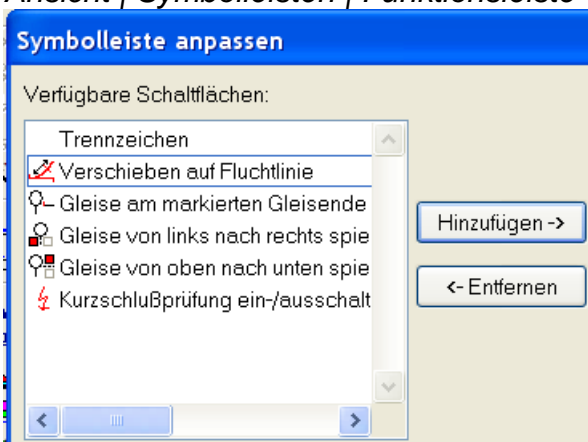 Ansicht | Symbolleisten | Funktionsleiste
Symbolleiste anpassen
Verfügbare Schaltflächen:
Trennzeichen
Verschieben auf Fluchtlinie
Gleise am markierten Gleisende
Gleise von links nach rechts spie
Gleise von oben nach unten spie
Kurzschlußprüfung ein-/ausschalt
Hinzufügen ->
<- Entfernen